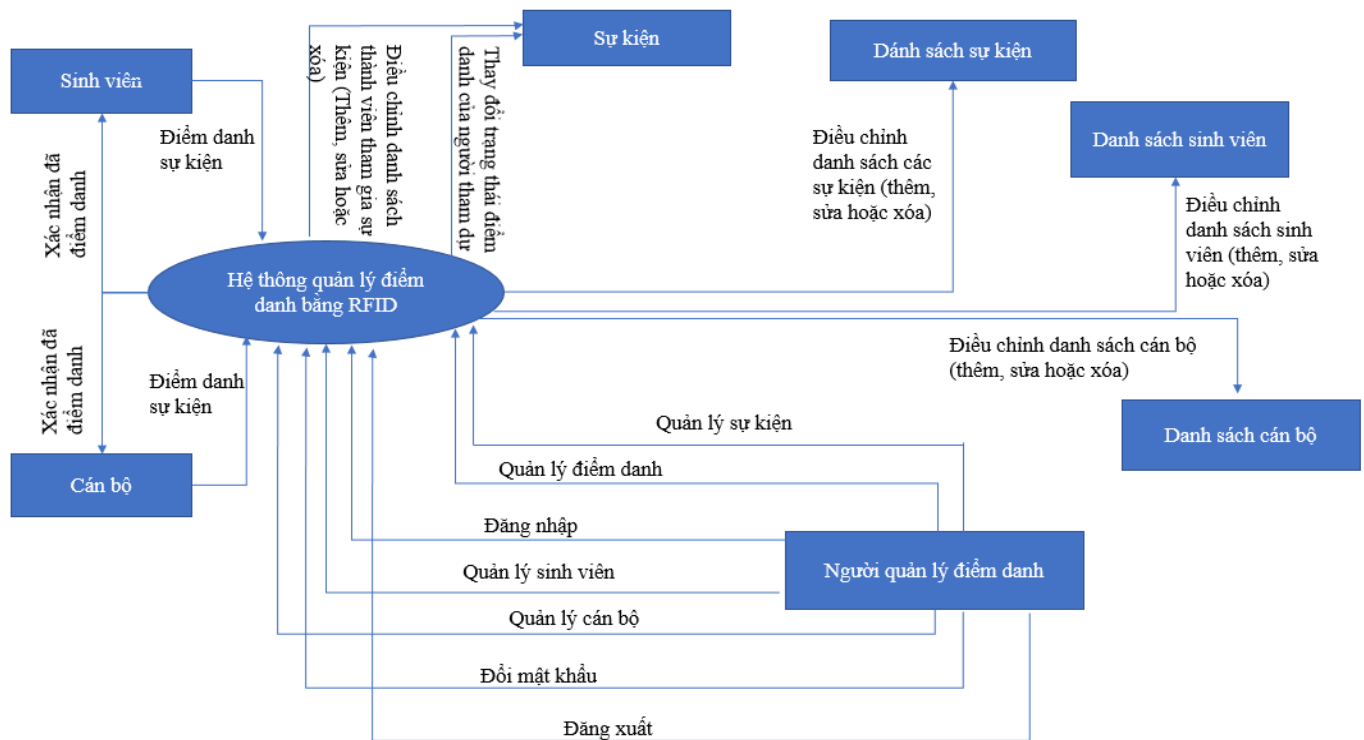 Sự kiện
Dánh sách sự kiện
Sinh viên
Danh sách sinh viên
Điểm danh
sự kiện
Xác nhận đã
điểm danh
Điều chỉnh danh sách
thành viên tham gia sự
kiện (Thêm, sửa hoặc
xóa)
Thay đổi trạng thái điểm
danh của người tham dự
Điều chỉnh
danh sách các
sự kiện (thêm,
sửa hoặc xóa)
Điều chỉnh
danh sách sinh
viên (thêm, sửa
hoặc xóa)
Hệ thông quản lý điểm
danh bằng RFID
Điều chỉnh danh sách cán bộ
(thêm, sửa hoặc xóa)
Xác nhận đã
điểm danh
Điểm danh
sự kiện
Cán bộ
Danh sách cán bộ
Quản lý sự kiện
Quản lý điểm danh
Đăng nhập
Quản lý sinh viên
Người quản lý điểm danh
Quản lý cán bộ
Đổi mật khẩu
Đăng xuất